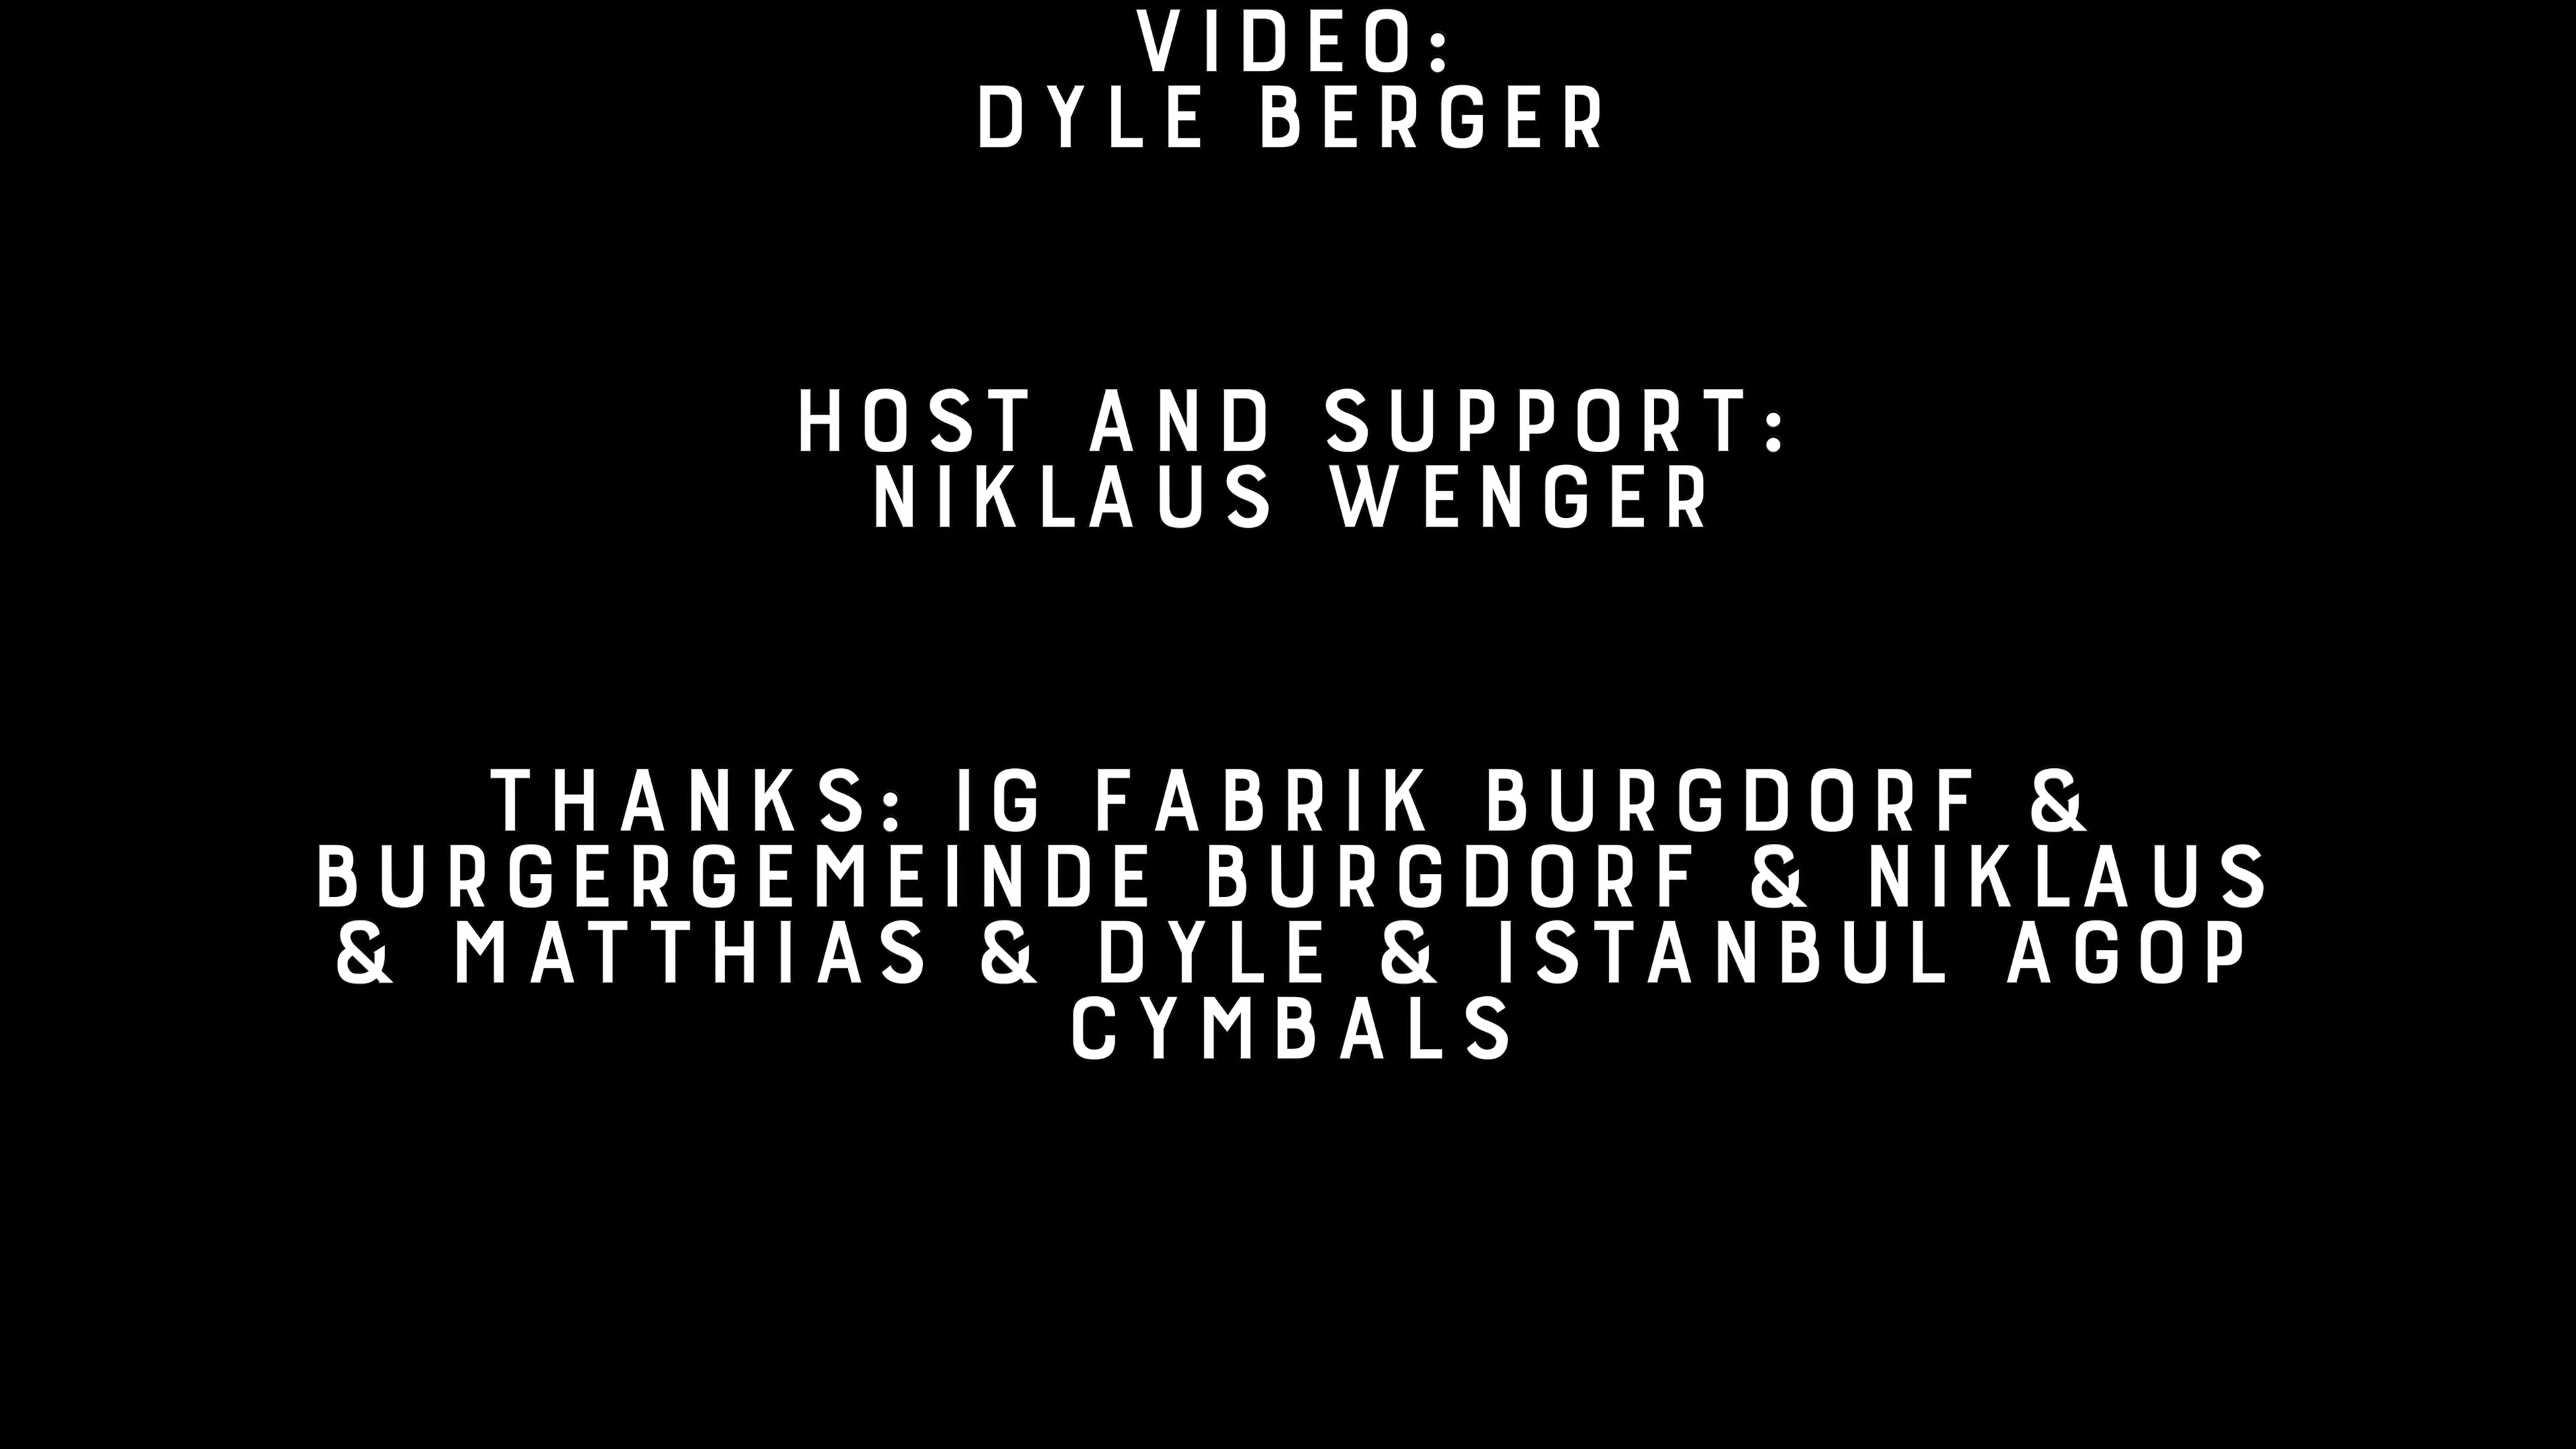 VIDEO:
DYLE BERGER
HOST AND SUPPORT:
NIKLAUS WENGER
THANKS: IG FABRIK BURGDORF &
BURGERGEMEINDE BURGDORF & NIKLAUS
& MATTHIAS & DYLE & ISTANBUL AGOP
CYMBALS